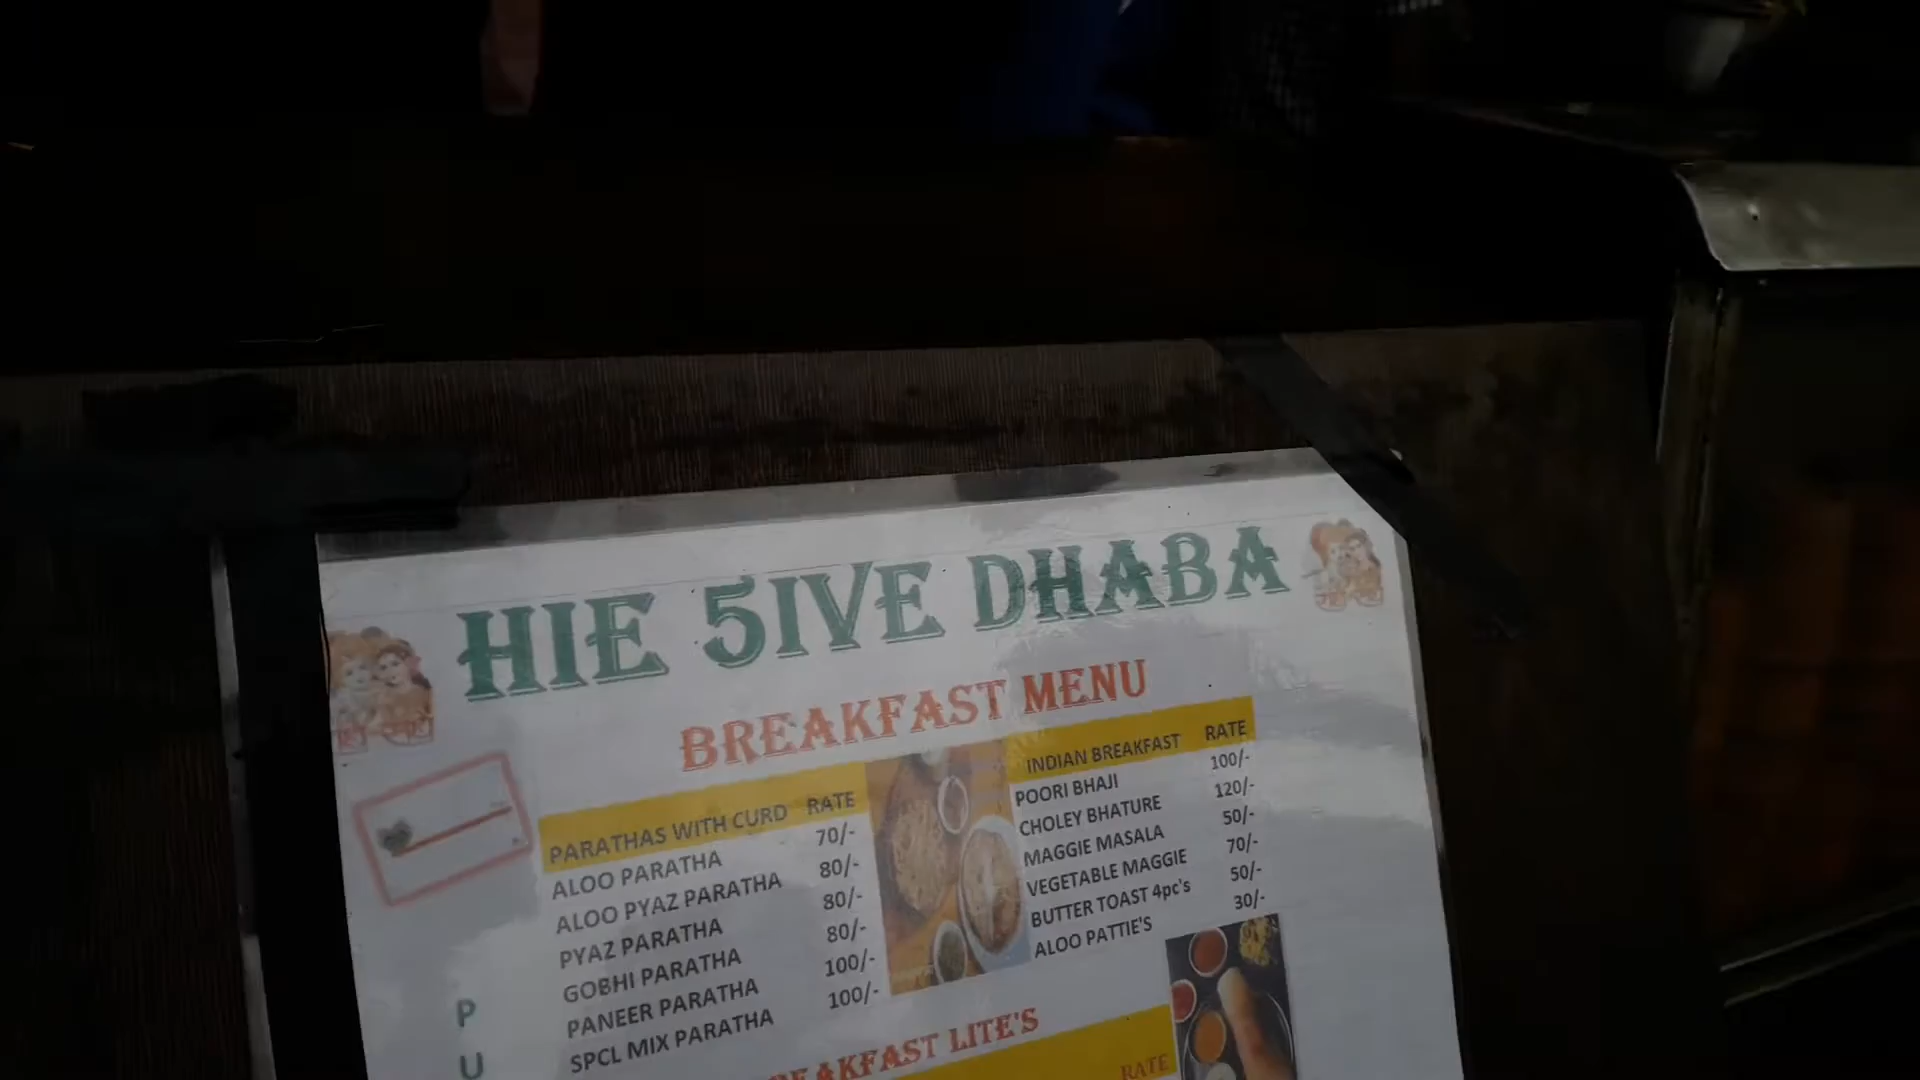 HIE 5IVE DHABA
BREAKFAST MENU
PARATHAS WITH CURD RATE
ALOO PARATHA 70/-
ALOO PYAZ PARATHA 80/-
PYAZ PARATHA 80/-
GOBHI PARATHA 80/-
PANEER PARATHA 100/-
SPCL MIX PARATHA 100/-
INDIAN BREAKFAST RATE
POORI BHAJI 100/-
CHOLEY BHATURE 120/-
MAGGIE MASALA 50/-
VEGETABLE MAGGIE 70/-
BUTTER TOAST 4pc's 50/-
ALOO PATTIE'S 30/-
P
U
LITE'S
RATE